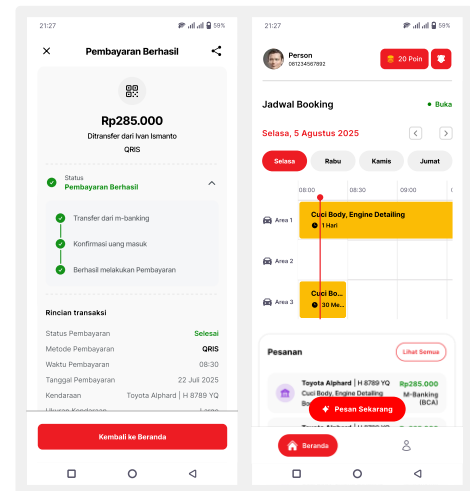 21:27
59%
Pembayaran Berhasil
Rp285.000
Ditransfer dari Ivan Ismanto
QRIS
Status
Pembayaran Berhasil
Transfer dari m-banking
Konfirmasi uang masuk
Berhasil melakukan Pembayaran
Rincian transaksi
Status Pembayaran Selesai
Metode Pembayaran QRIS
Waktu Pembayaran 08:30
Tanggal Pembayaran 22 Juli 2025
Kendaraan Toyota Alphard | H 8789 YQ
Ukuran Kendaraan Large
Kembali ke Beranda
21:27
59%
Person
081234567892
20 Poin
Jadwal Booking
Buka
Selasa, 5 Agustus 2025
Selasa Rabu Kamis Jumat
08:00 08:30 09:00
Area 1
Cuci Body, Engine Detailing
1 Hari
Area 2
Area 3
Cuci Bo...
30 Me...
Pesanan
Lihat Semua
Toyota Alphard | H 8789 YQ
Rp285.000
Cuci Body, Engine Detailing
M-Banking
(BCA)
Pesan Sekarang
Beranda